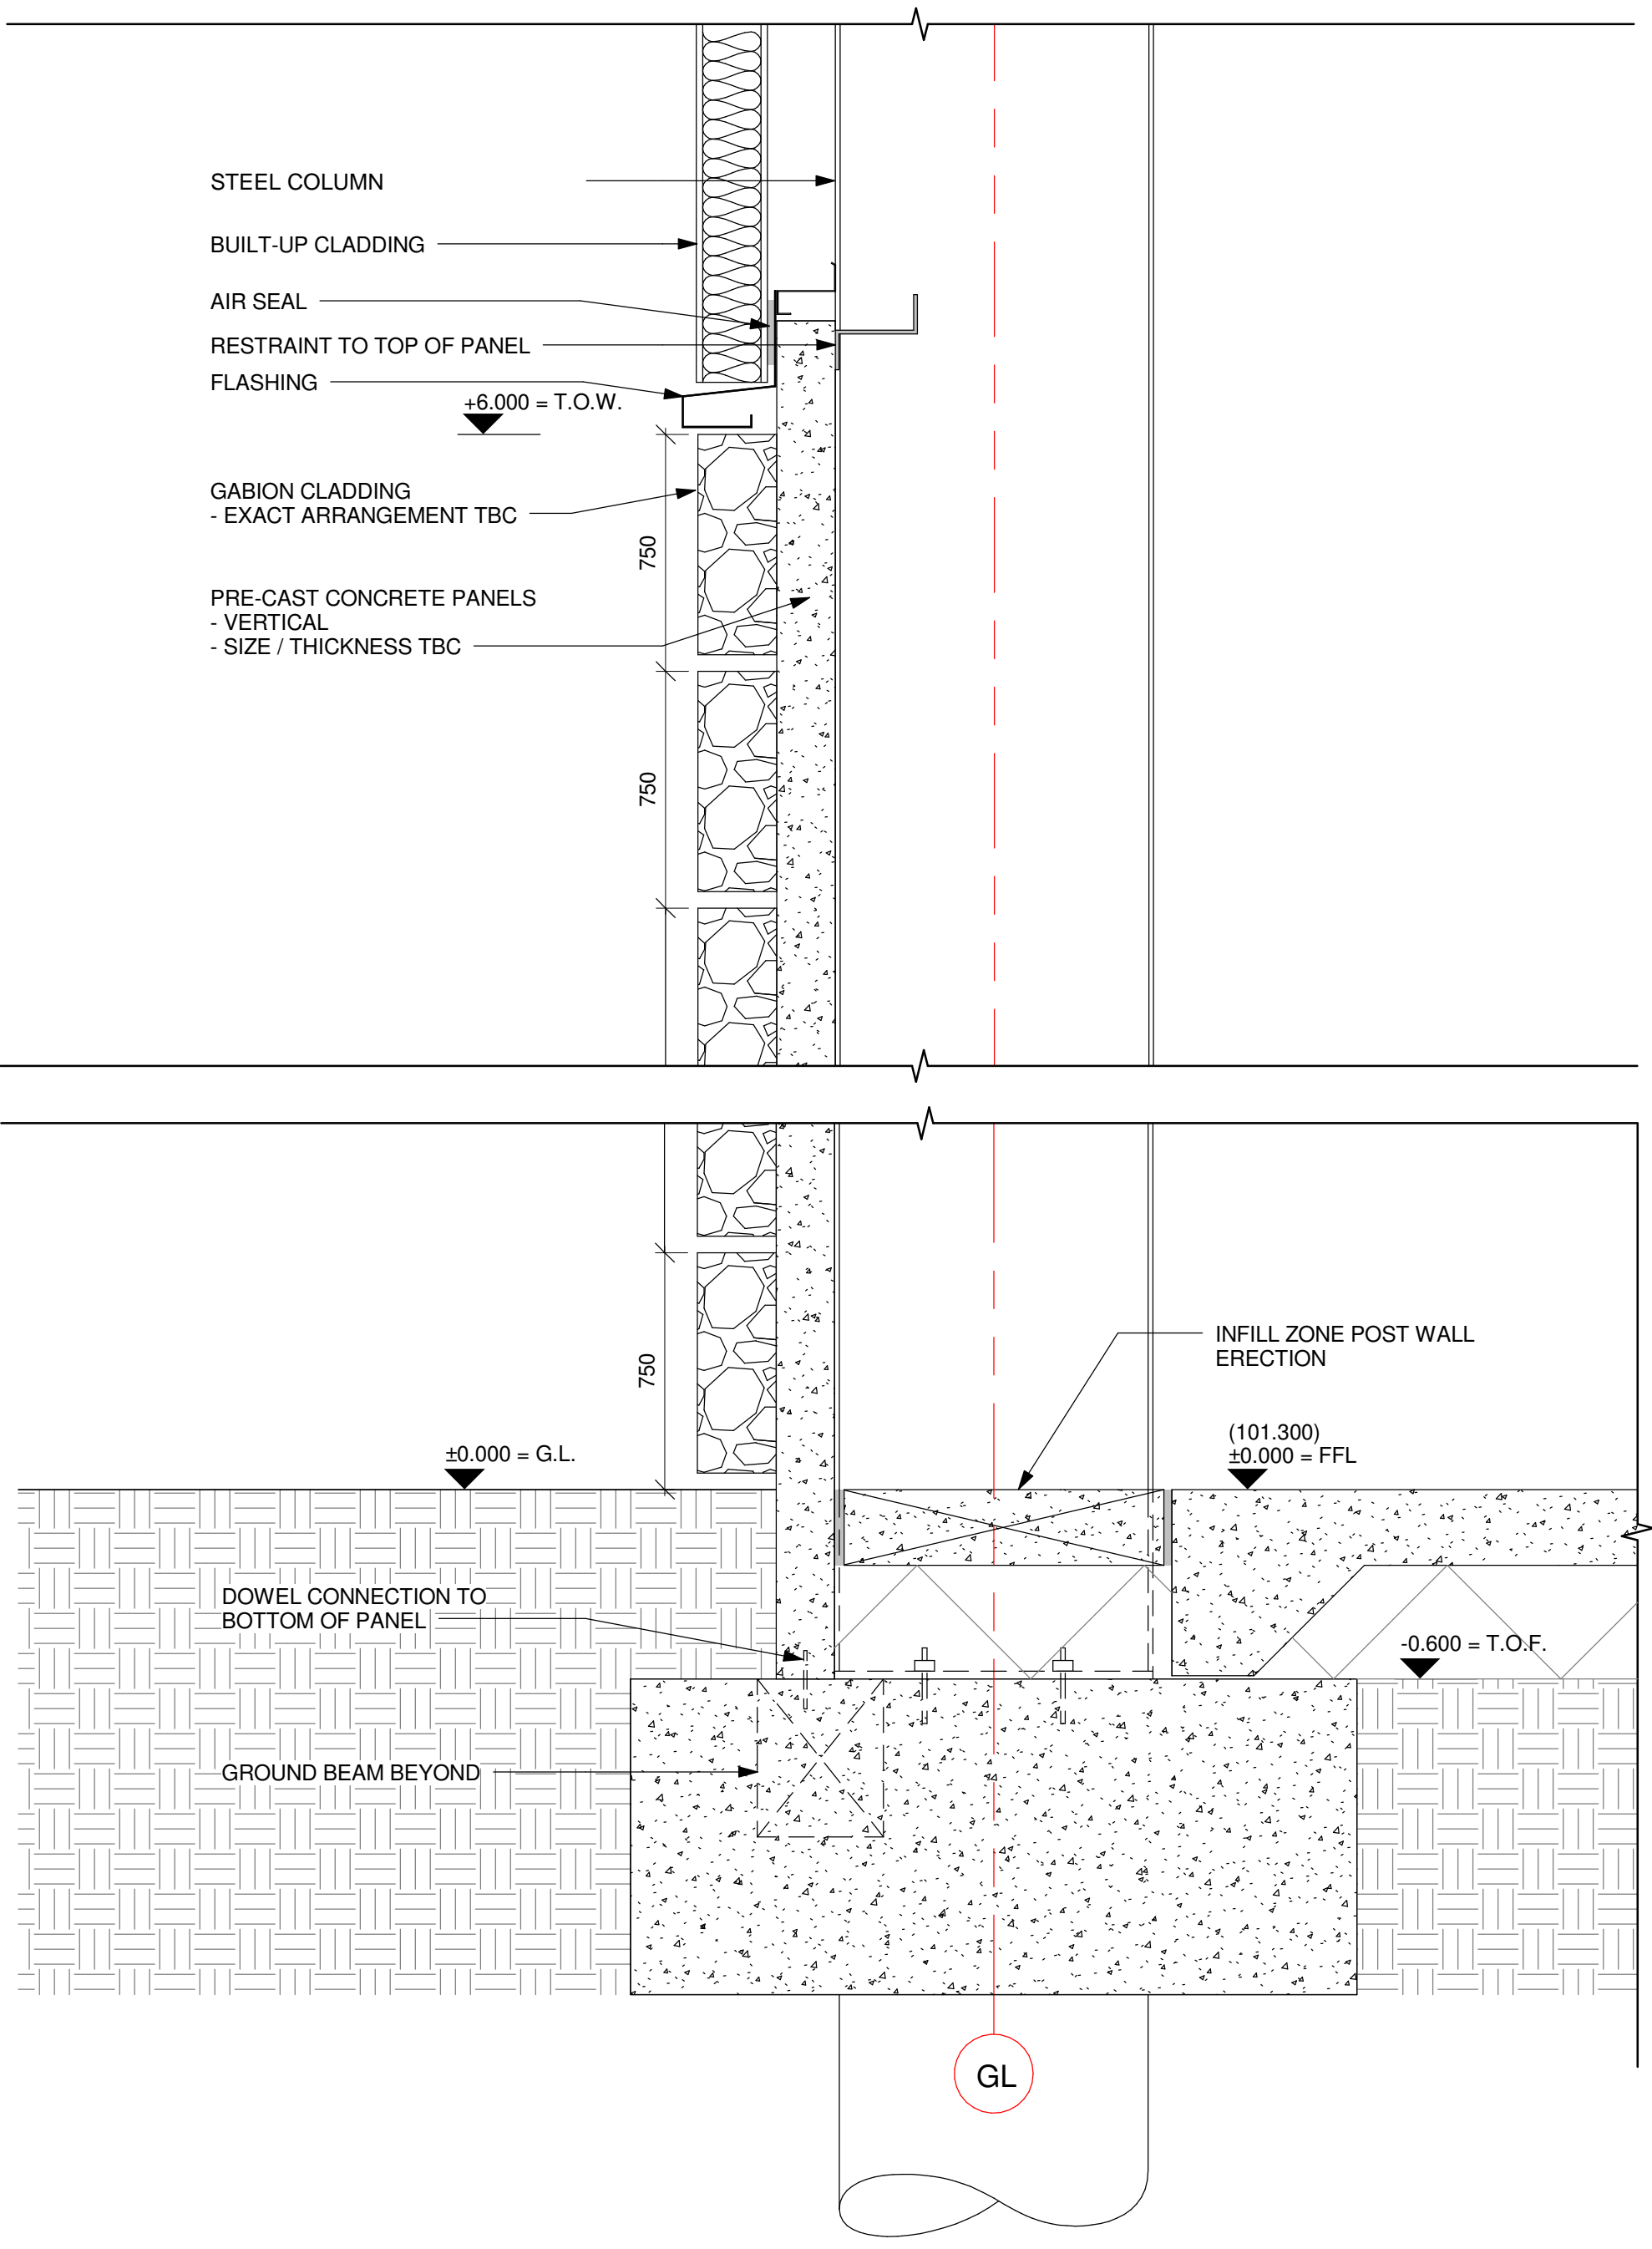 STEEL COLUMN
BUILT-UP CLADDING
AIR SEAL
RESTRAINT TO TOP OF PANEL
FLASHING
+6.000 = T.O.W.
GABION CLADDING
- EXACT ARRANGEMENT TBC
750
PRE-CAST CONCRETE PANELS
- VERTICAL
- SIZE / THICKNESS TBC
750
INFILL ZONE POST WALL
ERECTION
750
(101.300)
±0.000 = FFL
±0.000 = G.L.
DOWEL CONNECTION TO
BOTTOM OF PANEL
-0.600 = T.O.F.
GROUND BEAM BEYOND
GL